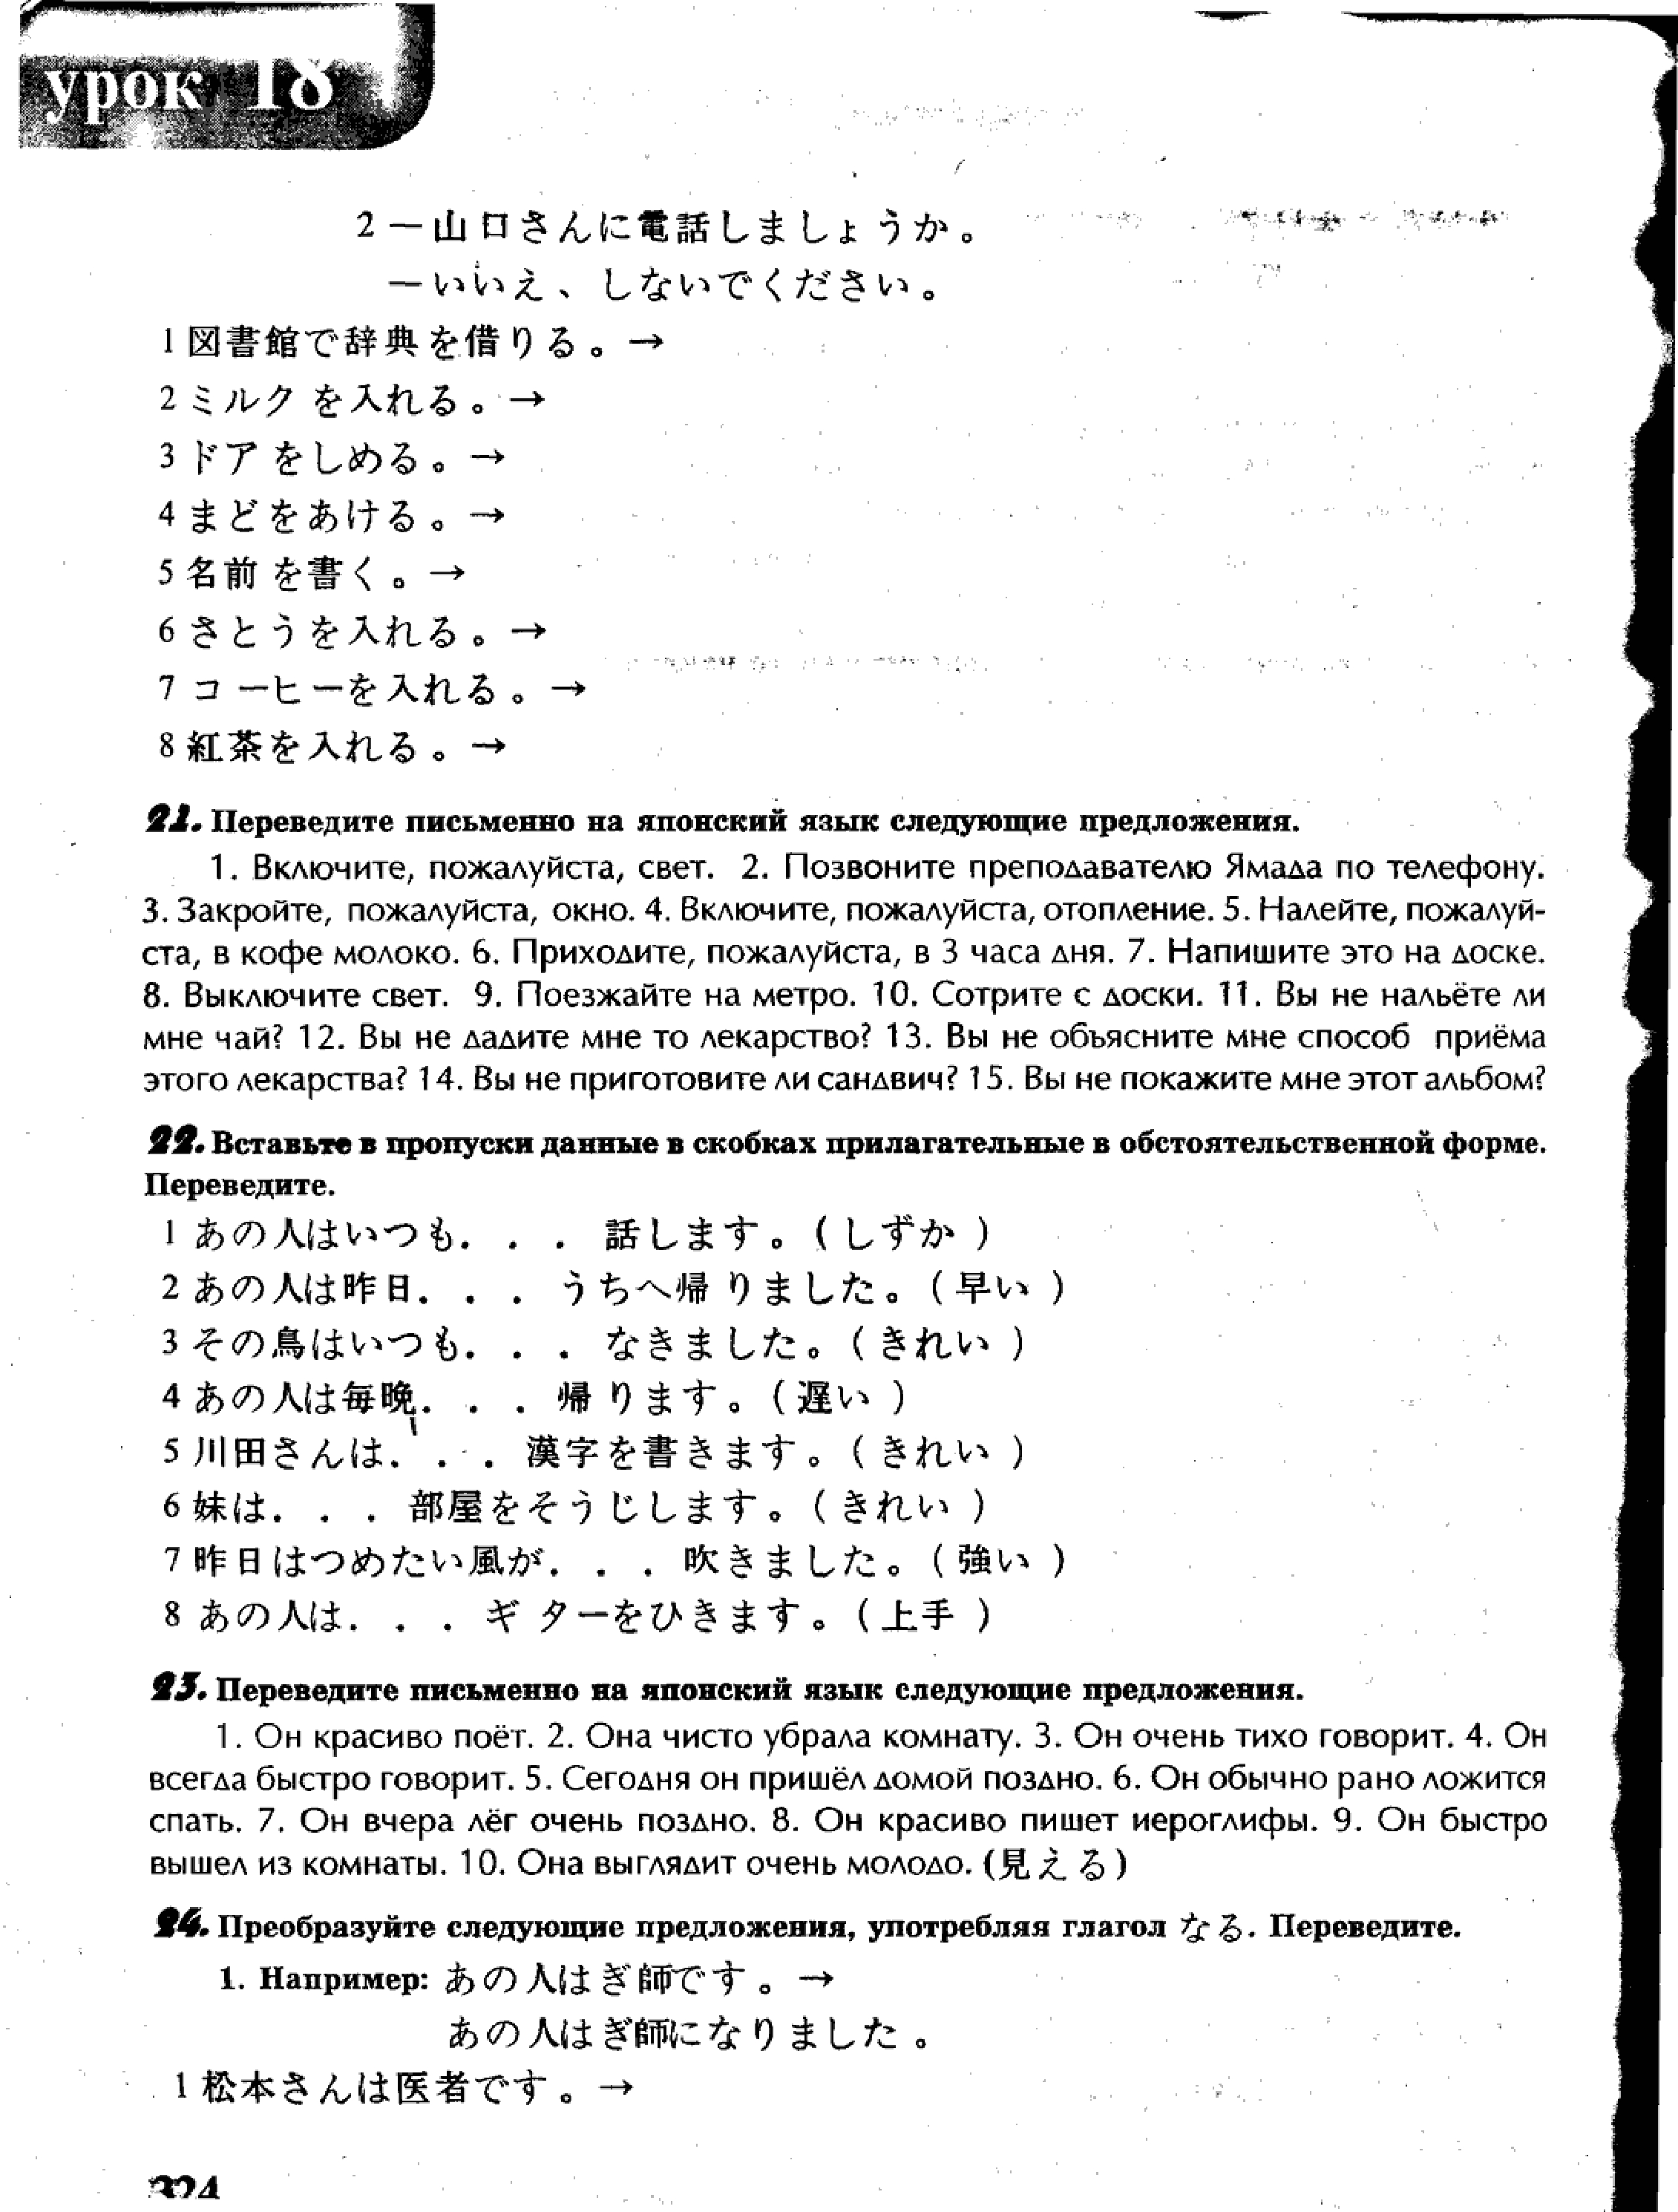 урок 18
2 ー山口さんに電話しましょうか。
ーいいえ、しないでください。
1 図書館で辞典を借りる。→
2 ミルクを入れる。→
3 ドアをしめる。→
4 まどをあける。→
5 名前を書く。→
6 さとうを入れる。→
7 コーヒーを入れる。→
8 紅茶を入れる。→
21. Переведите письменно на японский язык следующие предложения.
1. Включите, пожалуйста, свет. 2. Позвоните преподавателю Ямада по телефону.
3. Закройте, пожалуйста, окно. 4. Включите, пожалуйста, отопление. 5. Налейте, пожалуй-
ста, в кофе молоко. 6. Приходите, пожалуйста, в 3 часа дня. 7. Напишите это на доске.
8. Выключите свет. 9. Поезжайте на метро. 10. Сотрите с доски. 11. Вы не нальёте ли
мне чай? 12. Вы не дадите мне то лекарство? 13. Вы не объясните мне способ приёма
этого лекарства? 14. Вы не приготовите ли сандвич? 15. Вы не покажите мне этот альбом?
22. Вставьте в пропуски данные в скобках прилагательные в обстоятельственной форме.
Переведите.
1 あの人はいつも. . . 話します。(しずか)
2 あの人は昨日. . . うちへ帰りました。(早い)
3 その鳥はいつも. . . なきました。(きれい)
4 あの人は毎晩. . . 帰ります。(遅い)
5 川田さんは. . . 漢字を書きます。(きれい)
6 妹は. . . 部屋をそうじします。(きれい)
7 昨日はつめたい風が. . . 吹きました。(強い)
8 あの人は. . . ギターをひきます。(上手)
23. Переведите письменно на японский язык следующие предложения.
1. Он красиво поёт. 2. Она чисто убрала комнату. 3. Он очень тихо говорит. 4. Он
всегда быстро говорит. 5. Сегодня он пришёл домой поздно. 6. Он обычно рано ложится
спать. 7. Он вчера лёг очень поздно. 8. Он красиво пишет иероглифы. 9. Он быстро
вышел из комнаты. 10. Она выглядит очень молодо. (見える)
24. Преобразуйте следующие предложения, употребляя глагол なる. Переведите.
1. Например: あの人はぎ師です。→
あの人はぎ師になりました。
1 松本さんは医者です。→
324